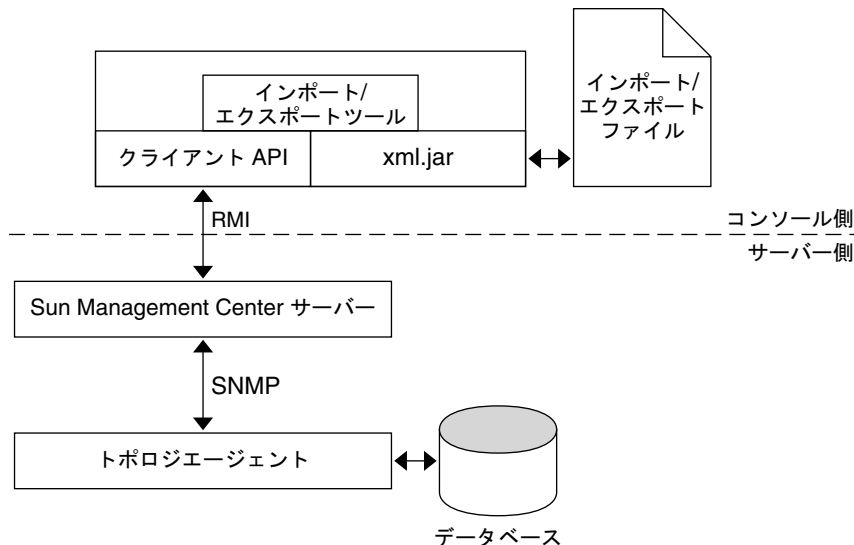 インポート/
エクスポートツール
インポート/
エクスポート
ファイル
クライアント API
xml.jar
RMI
コンソール側
サーバー側
Sun Management Center サーバー
SNMP
トポロジエージェント
データベース